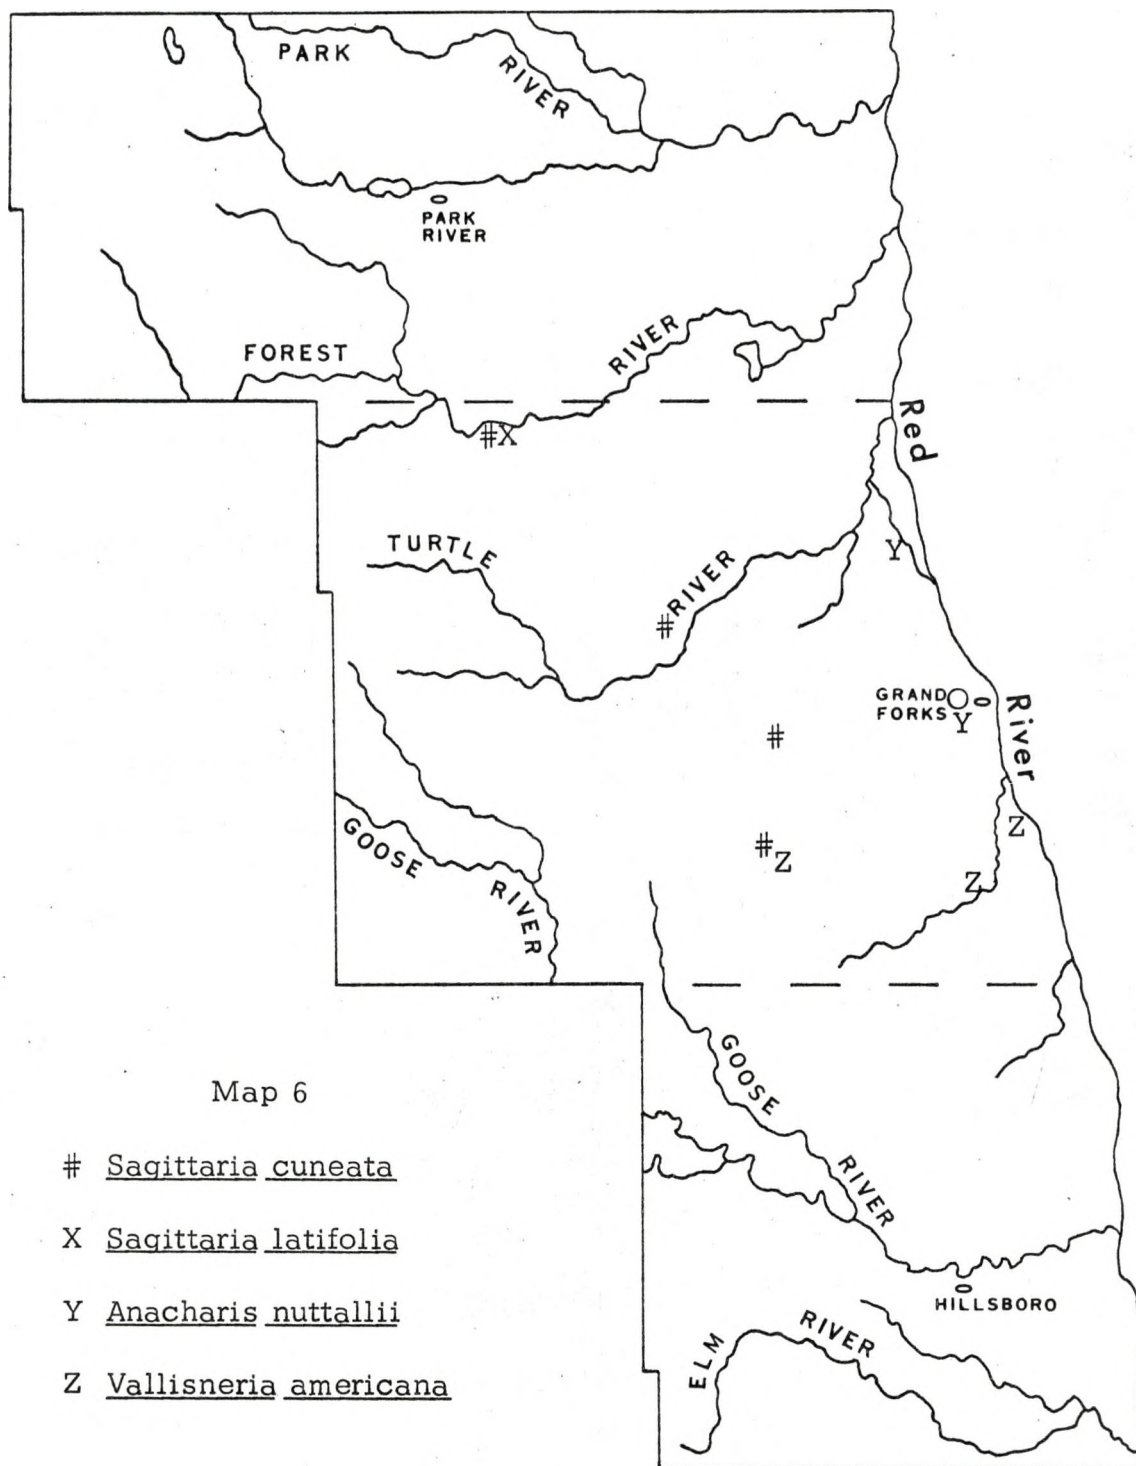 PARK
RIVER
PARK
RIVER
FOREST
RIVER
Red
#X
TURTLE
Y
RIVER
#
GRAND
FORKS
Y
River
#
Z
#
Z
Z
GOOSE
RIVER
GOOSE
RIVER
HILLSBORO
ELM
RIVER
Map 6
# Sagittaria cuneata
X Sagittaria latifolia
Y Anacharis nuttallii
Z Vallisneria americana